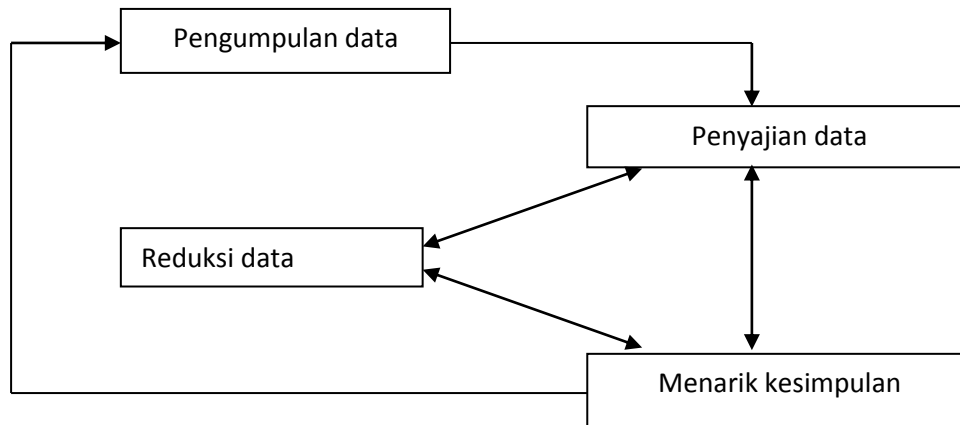 Pengumpulan data
Penyajian data
Reduksi data
Menarik kesimpulan